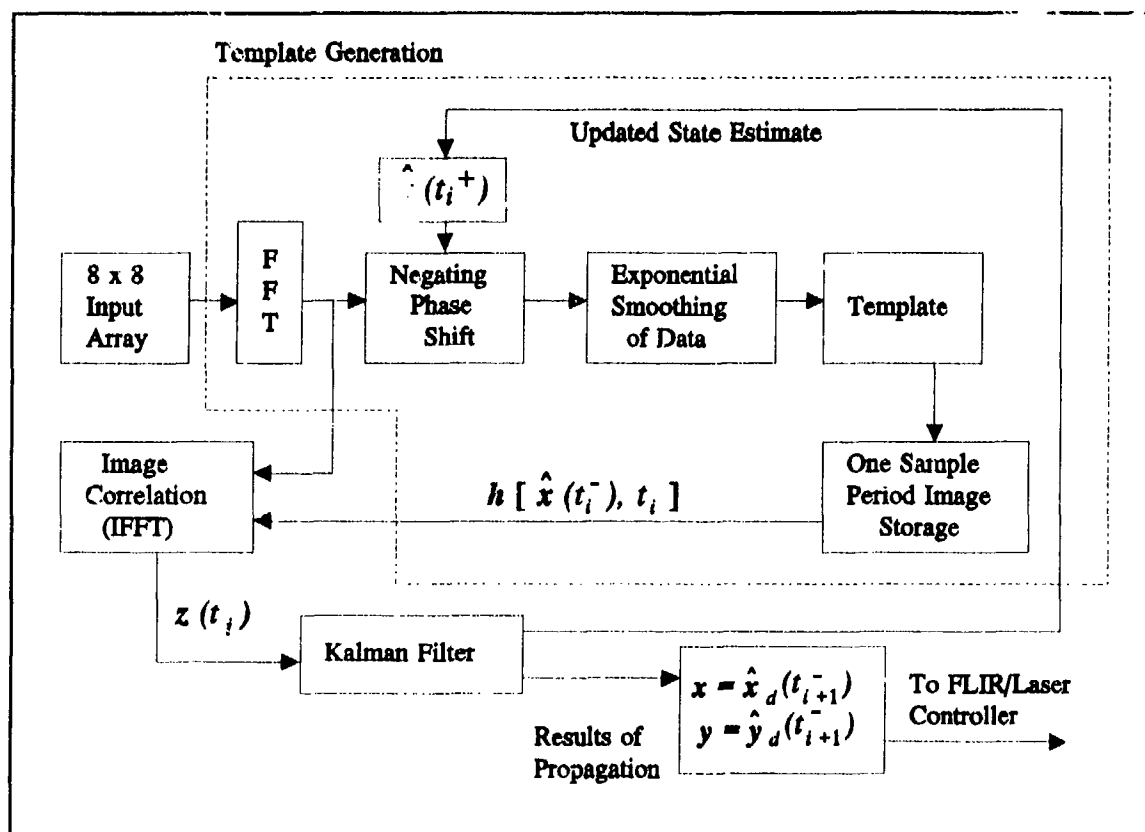 Template Generation
Updated State Estimate
(t_i^+)
8 x 8
Input
Array
F
F
T
Negating
Phase
Shift
Exponential
Smoothing
of Data
Template
Image
Correlation
(IFFT)
h [ x̂ (t_i^-), t_i ]
One Sample
Period Image
Storage
z (t_i)
Kalman Filter
Results of
Propagation
x = x̂_d (t_{i+1}^-)
y = ŷ_d (t_{i+1}^-)
To FLIR/Laser
Controller